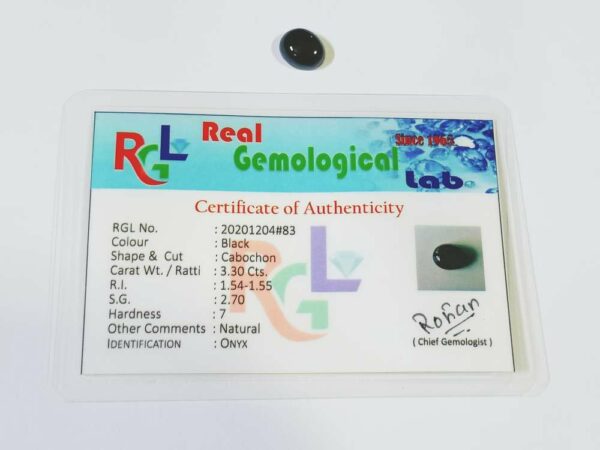 RGL
Real
Gemological
Lab
Since 1965
Certificate of Authenticity
RGL No. : 20201204#83
Colour : Black
Shape & Cut : Cabochon
Carat Wt. / Ratti : 3.30 Cts.
R.I. : 1.54-1.55
S.G. : 2.70
Hardness : 7
Other Comments : Natural
IDENTIFICATION : ONYX
RGL
Rohan
( Chief Gemologist )